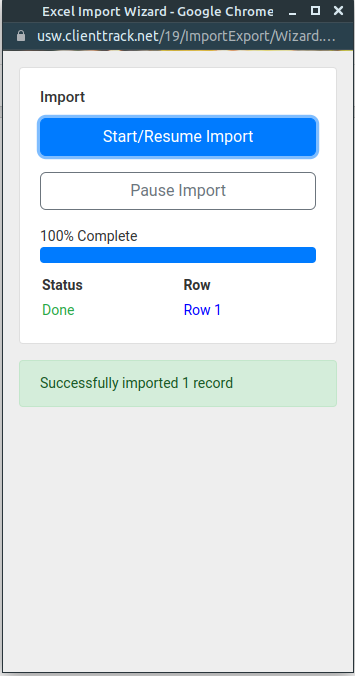 Excel Import Wizard - Google Chrome
usw.clienttrack.net/19/ImportExport/Wizard....
Import
Start/Resume Import
Pause Import
100% Complete
Status Row
Done Row 1
Successfully imported 1 record